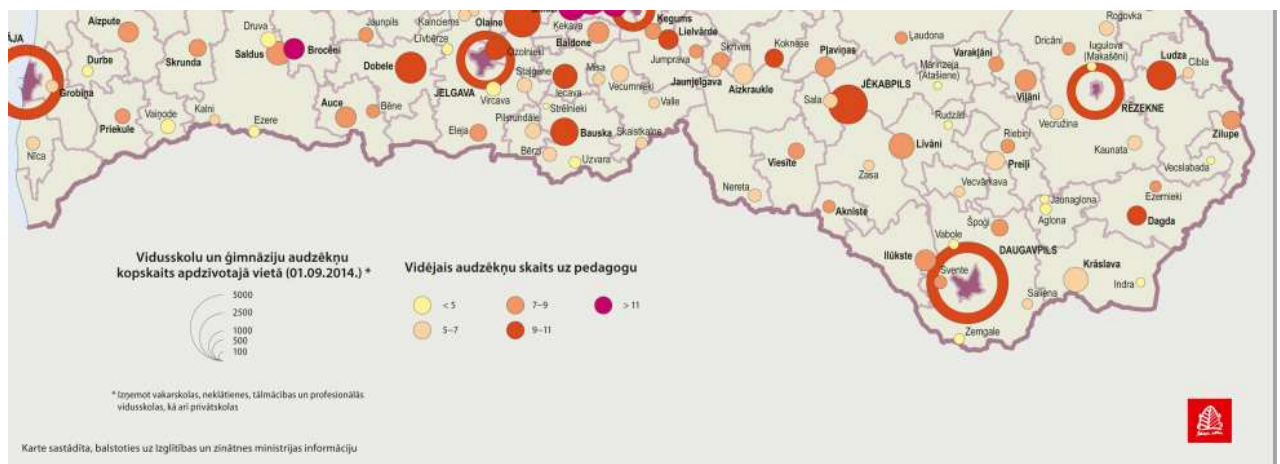 Aizpute
Druva
Saldus
Brocēni
Jaunpils
Kalnciems
Līvbērze
Olaine
Ozolnieki
Ķekava
Baldone
Ķegums
Lielvārde
Jumprava
Skrīveri
Koknese
Pļaviņas
Ļaudona
Varakļāni
Dricāni
Rogovka
Lugulova
(Makašēni)
Ludza
Cibla
Durbe
Skrunda
Dobele
JELGAVA
Vircava
Staļģene
Iecava
Misa
Vecumnieki
Jaunjelgava
Aizkraukle
Sala
JĒKABPILS
Mārinzeja
(Atašiene)
Viļāni
RĒZEKNE
Grobiņa
Priekule
Vaiņode
Kalni
Ezere
Auce
Bēne
Eleja
Pilsrundāle
Strēlnieki
Valle
Bauska
Skaistkalne
Rudzāti
Vecružina
Zilupe
Nīca
Bērzi
Uzvara
Viesīte
Līvāni
Riebiņi
Preiļi
Kaunata
Vecslabada
Nereta
Zasa
Vecvārkava
Akniste
Jaunaglona
Aglona
Ezernieki
Dagda
Vabole
Špoģi
DAUGAVPILS
Ilūkste
Svente
Krāslava
Indra
Saliena
Zemgale
Vidusskolu un ģimnāziju audzēkņu
kopskaits apdzīvotajā vietā (01.09.2014.) *
5000
2500
1000
500
100
Vidējais audzēkņu skaits uz pedagogu
< 5
7–9
> 11
5–7
9–11
* Izņemot vakarskolas, neklātienes, tālmācības un profesionālās
vidusskolas, kā arī privātskolas
Karte sastādīta, balstoties uz Izglītības un zinātnes ministrijas informāciju